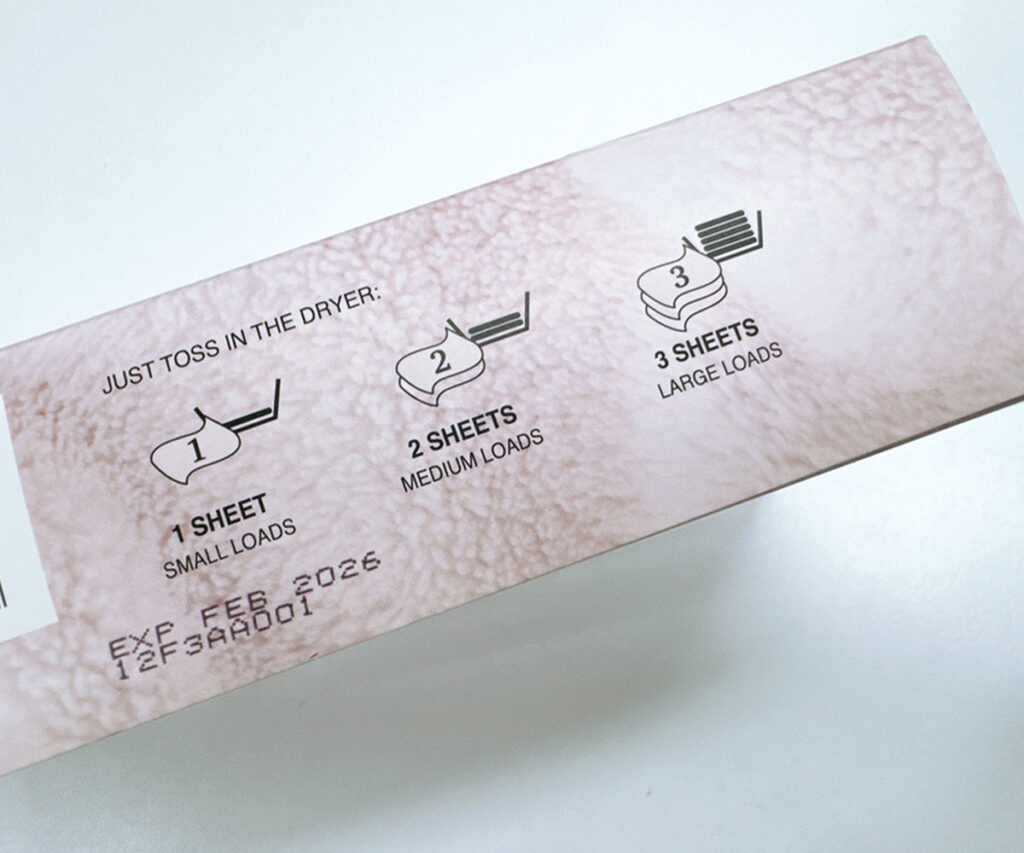 JUST TOSS IN THE DRYER:
1
1 SHEET
SMALL LOADS
2
2 SHEETS
MEDIUM LOADS
3
3 SHEETS
LARGE LOADS
EXP FEB 2026
12F3AAD01